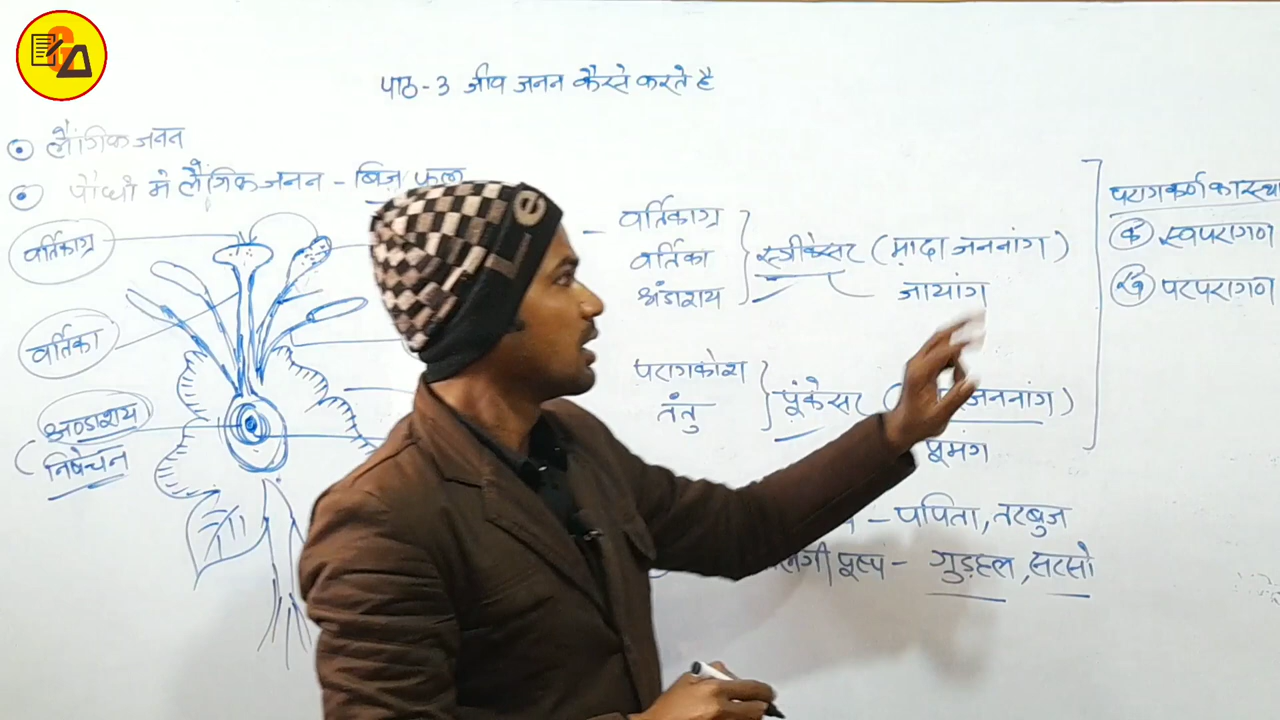 पाठ-3 जीव जनन कैसे करते है
लैंगिक जनन
पौधों मे लैंगिक जनन - बिज, फल
वर्तिकाग्र
वर्तिका
अण्डाशय
निषेचन
वर्तिकाग्र
वर्तिका
अंडाशय
स्त्रीकेसर (मादा जननांग)
जायांग
परागकोश
तंतु
पूंकेसर ( जननांग)
पूमंग
- पपिता, तरबुज
पूष्प - गुड़हल, सरसो
परागकणों का
क स्वपरागण
ख परपरागण